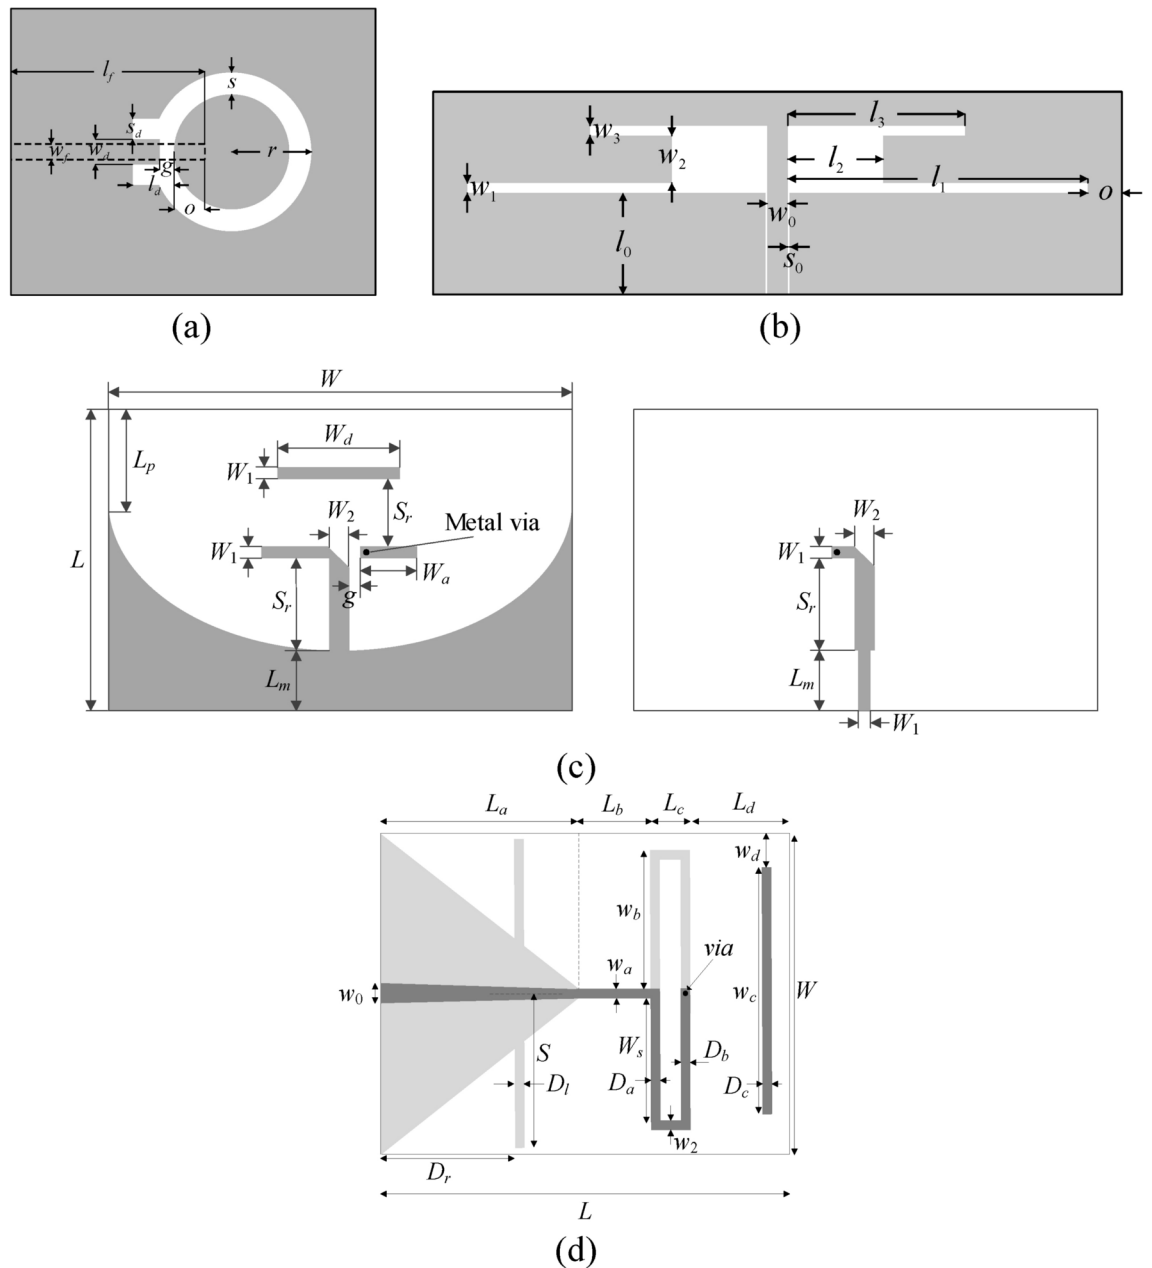 l_f
s
s_d
w_f
w_d
g
r
l_d
o
(a)
l_3
w_3
w_2
l_2
w_1
l_1
o
w_0
l_0
s_0
(b)
W
W_d
L_p
W_1
S_r
W_2
Metal via
L
W_1
W_a
S_r
g
L_m
W_2
W_1
S_r
L_m
W_1
(c)
L_a
L_b
L_c
L_d
w_d
w_b
via
w_a
w_c
W
w_0
W_s
S
D_b
D_l
D_a
D_c
w_2
D_r
L
(d)